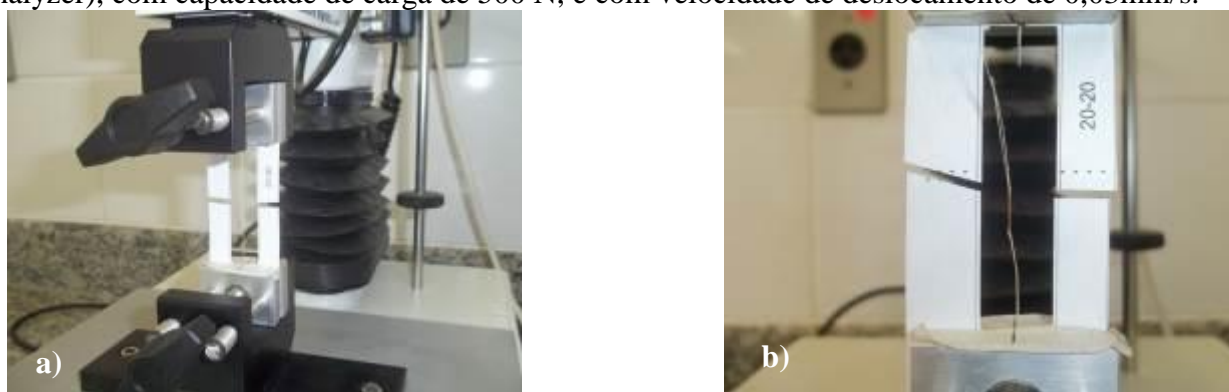 alyzer), com capacidade de carga de 500 N, e com velocidade de deslocamento de 0,05mm/s.
20-20
a)
b)